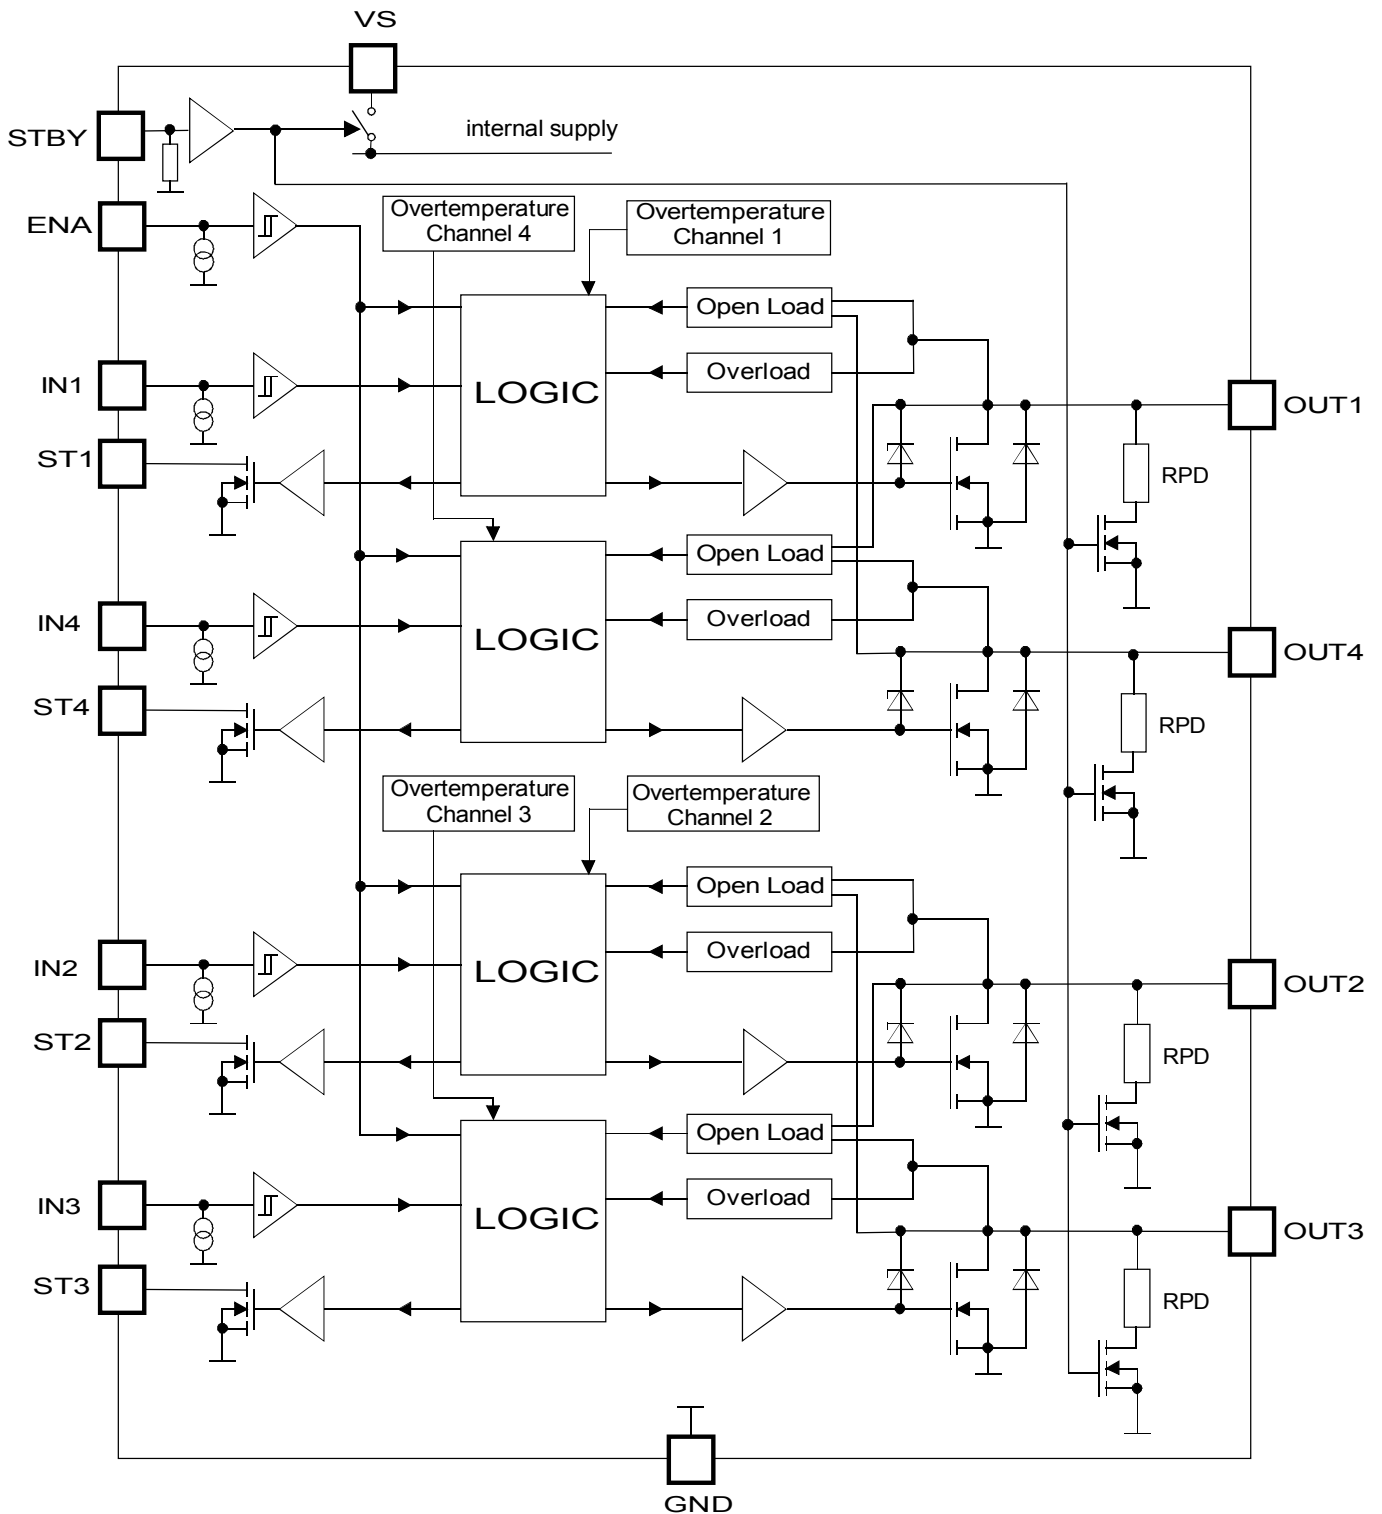 VS
STBY
internal supply
ENA
Overtemperature
Channel 4
Overtemperature
Channel 1
Open Load
IN1
LOGIC
Overload
OUT1
ST1
RPD
Open Load
IN4
LOGIC
Overload
OUT4
ST4
RPD
Overtemperature
Channel 3
Overtemperature
Channel 2
Open Load
IN2
LOGIC
Overload
OUT2
ST2
RPD
Open Load
IN3
LOGIC
Overload
OUT3
ST3
RPD
GND